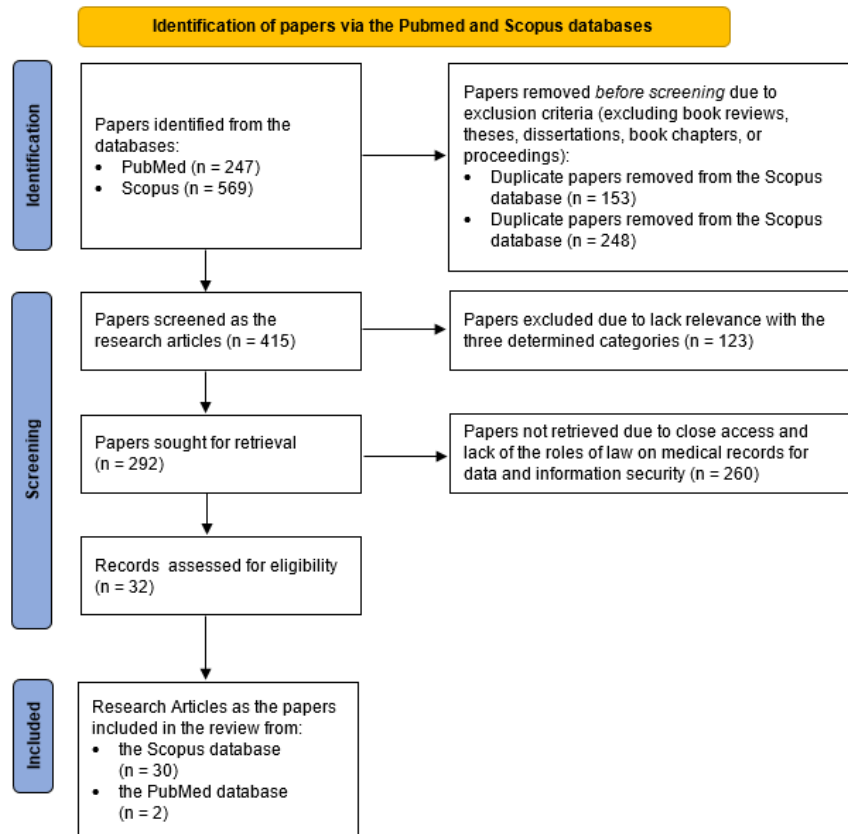 Identification of papers via the Pubmed and Scopus databases
Identification
Papers identified from the
databases:
• PubMed (n = 247)
• Scopus (n = 569)
Papers removed before screening due to
exclusion criteria (excluding book reviews,
theses, dissertations, book chapters, or
proceedings):
• Duplicate papers removed from the Scopus
database (n = 153)
• Duplicate papers removed from the Scopus
database (n = 248)
Screening
Papers screened as the
research articles (n = 415)
Papers excluded due to lack relevance with the
three determined categories (n = 123)
Papers sought for retrieval
(n = 292)
Papers not retrieved due to close access and
lack of the roles of law on medical records for
data and information security (n = 260)
Records assessed for eligibility
(n = 32)
Included
Research Articles as the papers
included in the review from:
• the Scopus database
(n = 30)
• the PubMed database
(n = 2)